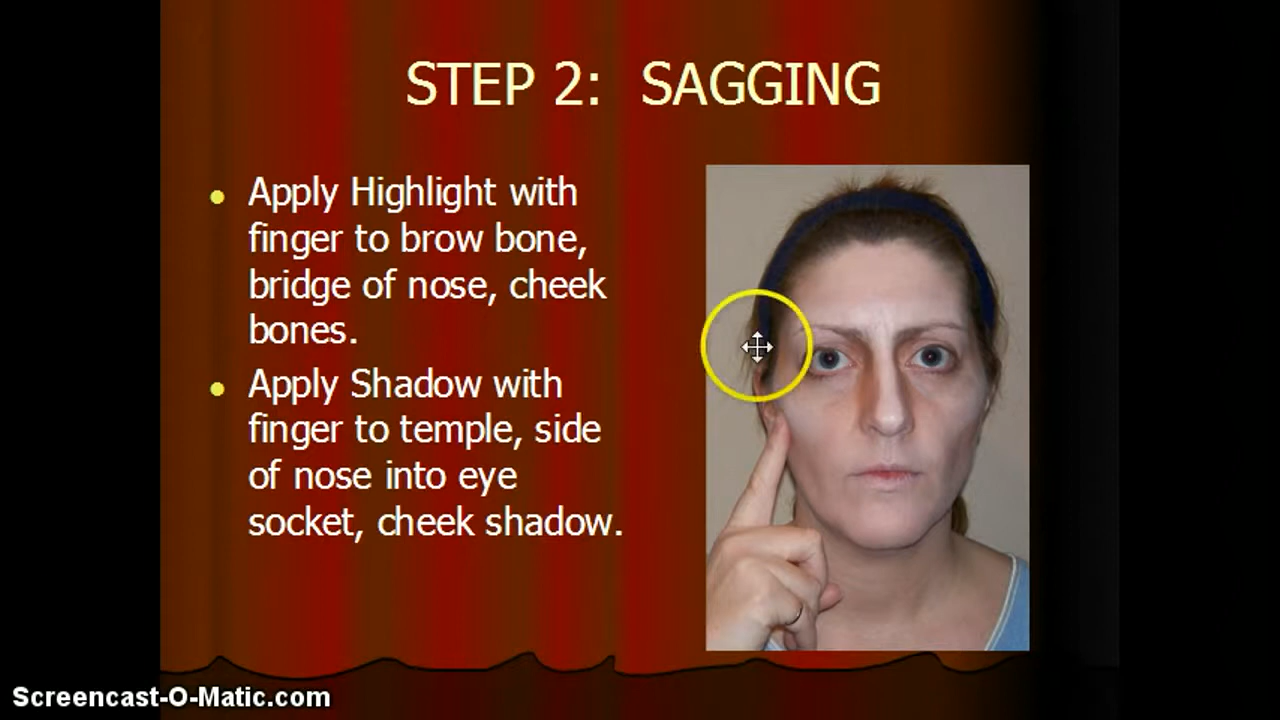 STEP 2: SAGGING
Apply Highlight with
finger to brow bone,
bridge of nose, cheek
bones.
Apply Shadow with
finger to temple, side
of nose into eye
socket, cheek shadow.
Screencast-O-Matic.com